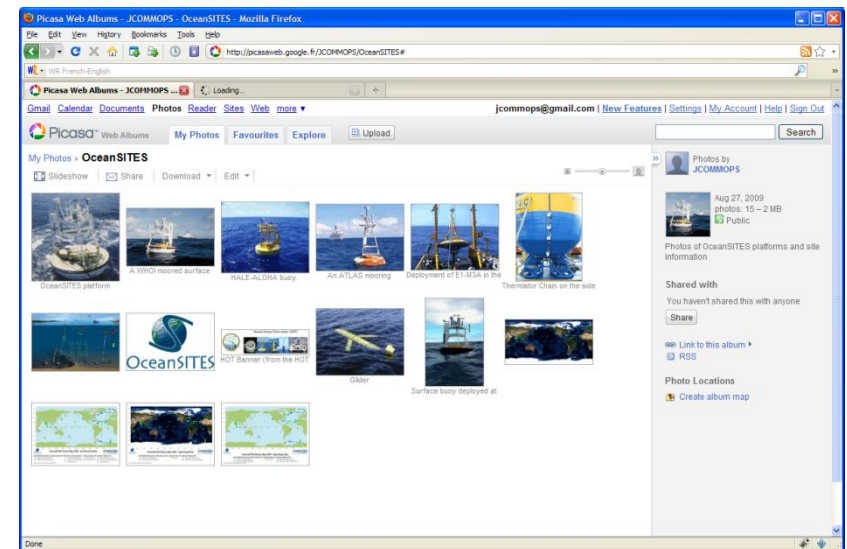 Picasa Web Albums - JCOMMOPS - OceanSITES - Mozilla Firefox
File Edit View History Bookmarks Tools Help
http://picasaweb.google.fr/JCOMMOPS/OceanSITES#
WR French-English
Picasa Web Albums - JCOMMOPS ... Loading...
Gmail Calendar Documents Photos Reader Sites Web more ▼ jcommops@gmail.com | New Features | Settings | My Account | Help | Sign Out
Picasa™ Web Albums My Photos Favourites Explore Upload Search
My Photos > OceanSITES
Slideshow Share Download Edit
OceanSITES platform
A WHOI moored surface
HALE-ALOHA buoy.
An ATLAS mooring
Deployment of E1-M3A in the
Thermistor Chain on the side
OceanSITES
HOT Banner (from the HOT
Glider
Surface buoy deployed at
Photos by
JCOMMOPS
Aug 27, 2009
photos: 15 – 2 MB
Public
Photos of OceanSITES platforms and site
information
Shared with
You haven't shared this with anyone
Share
Link to this album
RSS
Photo Locations
Create album map
Done